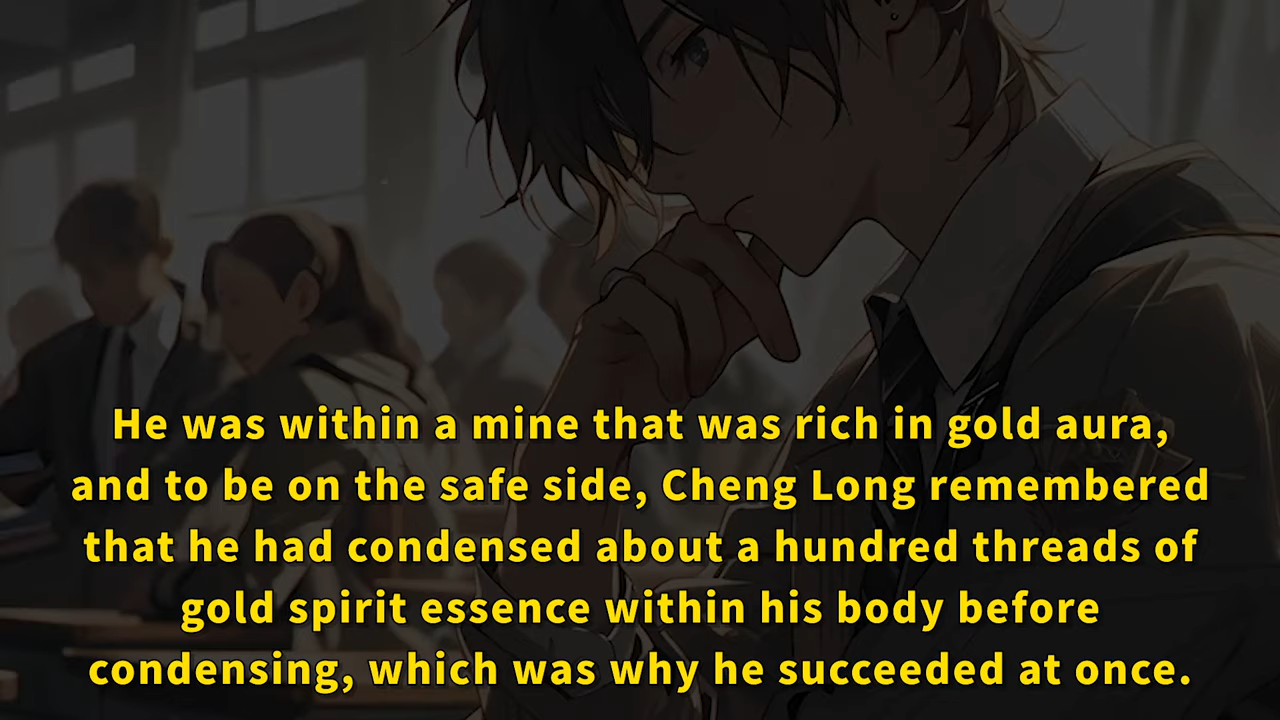 He was within a mine that was rich in gold aura,
and to be on the safe side, Cheng Long remembered
that he had condensed about a hundred threads of
gold spirit essence within his body before
condensing, which was why he succeeded at once.